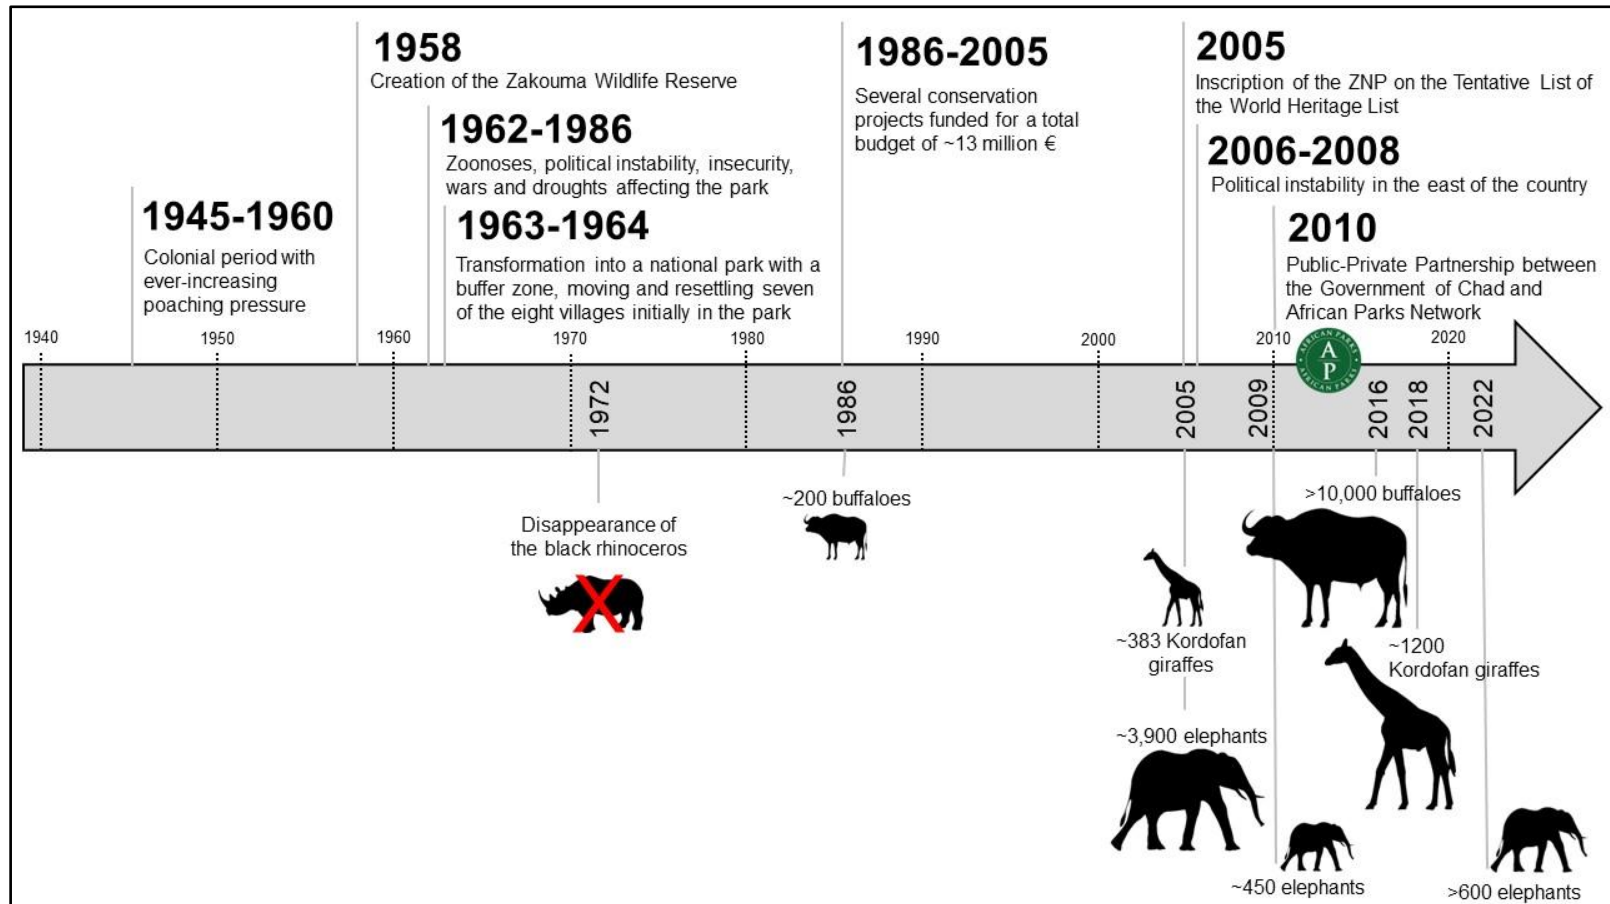 1958
Creation of the Zakouma Wildlife Reserve
1962-1986
Zoonoses, political instability, insecurity,
wars and droughts affecting the park
1945-1960
Colonial period with
ever-increasing
poaching pressure
1963-1964
Transformation into a national park with a
buffer zone, moving and resettling seven
of the eight villages initially in the park
1986-2005
Several conservation
projects funded for a total
budget of ~13 million €
2005
Inscription of the ZNP on the Tentative List of
the World Heritage List
2006-2008
Political instability in the east of the country
2010
Public-Private Partnership between
the Government of Chad and
African Parks Network
1940
1950
1960
1970
1980
1990
2000
2010
2020
AFRICAN PARKS
A
P
AFRICAN PARKS
1972
1986
2005
2009
2016
2018
2022
Disappearance of
the black rhinoceros
X
~200 buffaloes
~383 Kordofan
giraffes
~3,900 elephants
~450 elephants
>10,000 buffaloes
~1200
Kordofan giraffes
>600 elephants